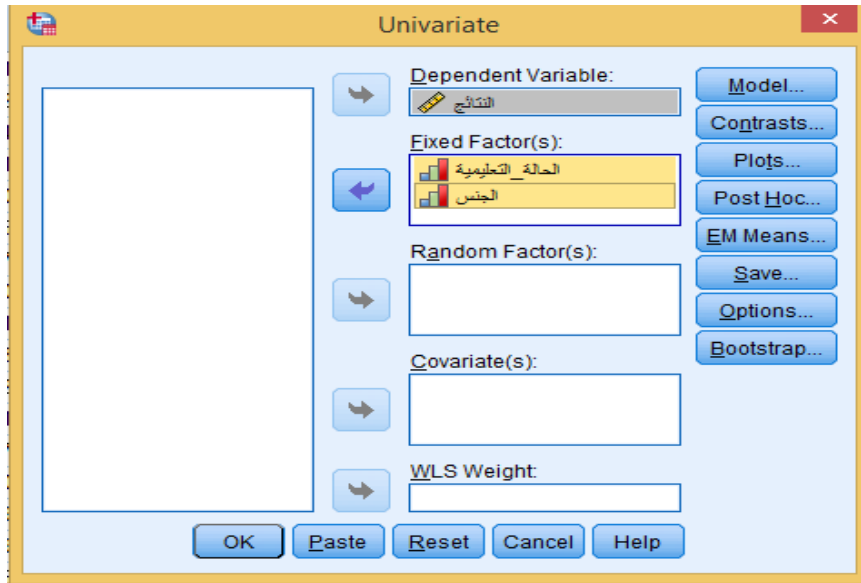 Univariate
Dependent Variable:
النتائج
Fixed Factor(s):
الحالة_التعليمية
الجنس
Random Factor(s):
Covariate(s):
WLS Weight:
Model...
Contrasts...
Plots...
Post Hoc...
EM Means...
Save...
Options...
Bootstrap...
OK
Paste
Reset
Cancel
Help